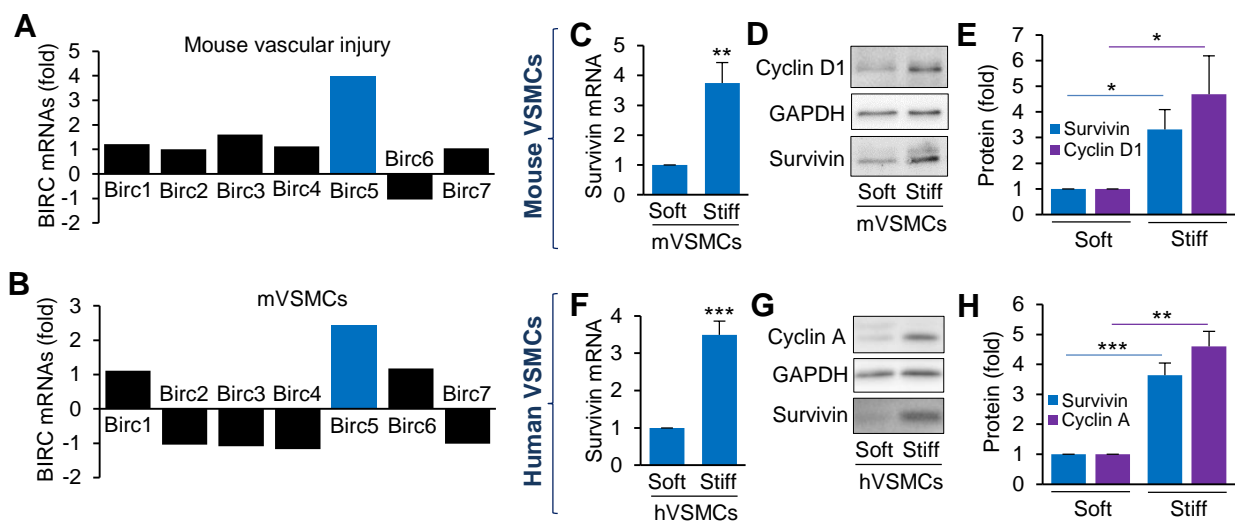 A
Mouse vascular injury
BIRC mRNAs (fold)
5
4
3
2
1
0
-1
-2
Birc1 Birc2 Birc3 Birc4 Birc5 Birc6 Birc7
B
mVSMCs
BIRC mRNAs (fold)
3
2
1
0
-1
-2
Birc1 Birc2 Birc3 Birc4 Birc5 Birc6 Birc7
Mouse VSMCs
C
Survivin mRNA
5
4
3
2
1
0
**
Soft Stiff
mVSMCs
D
Cyclin D1
GAPDH
Survivin
Soft Stiff
mVSMCs
E
Protein (fold)
7
6
5
4
3
2
1
0
*
*
Survivin
Cyclin D1
Soft Stiff
Human VSMCs
F
Survivin mRNA
4
3
2
1
0
***
Soft Stiff
hVSMCs
G
Cyclin A
GAPDH
Survivin
Soft Stiff
hVSMCs
H
Protein (fold)
6
5
4
3
2
1
0
**
***
Survivin
Cyclin A
Soft Stiff